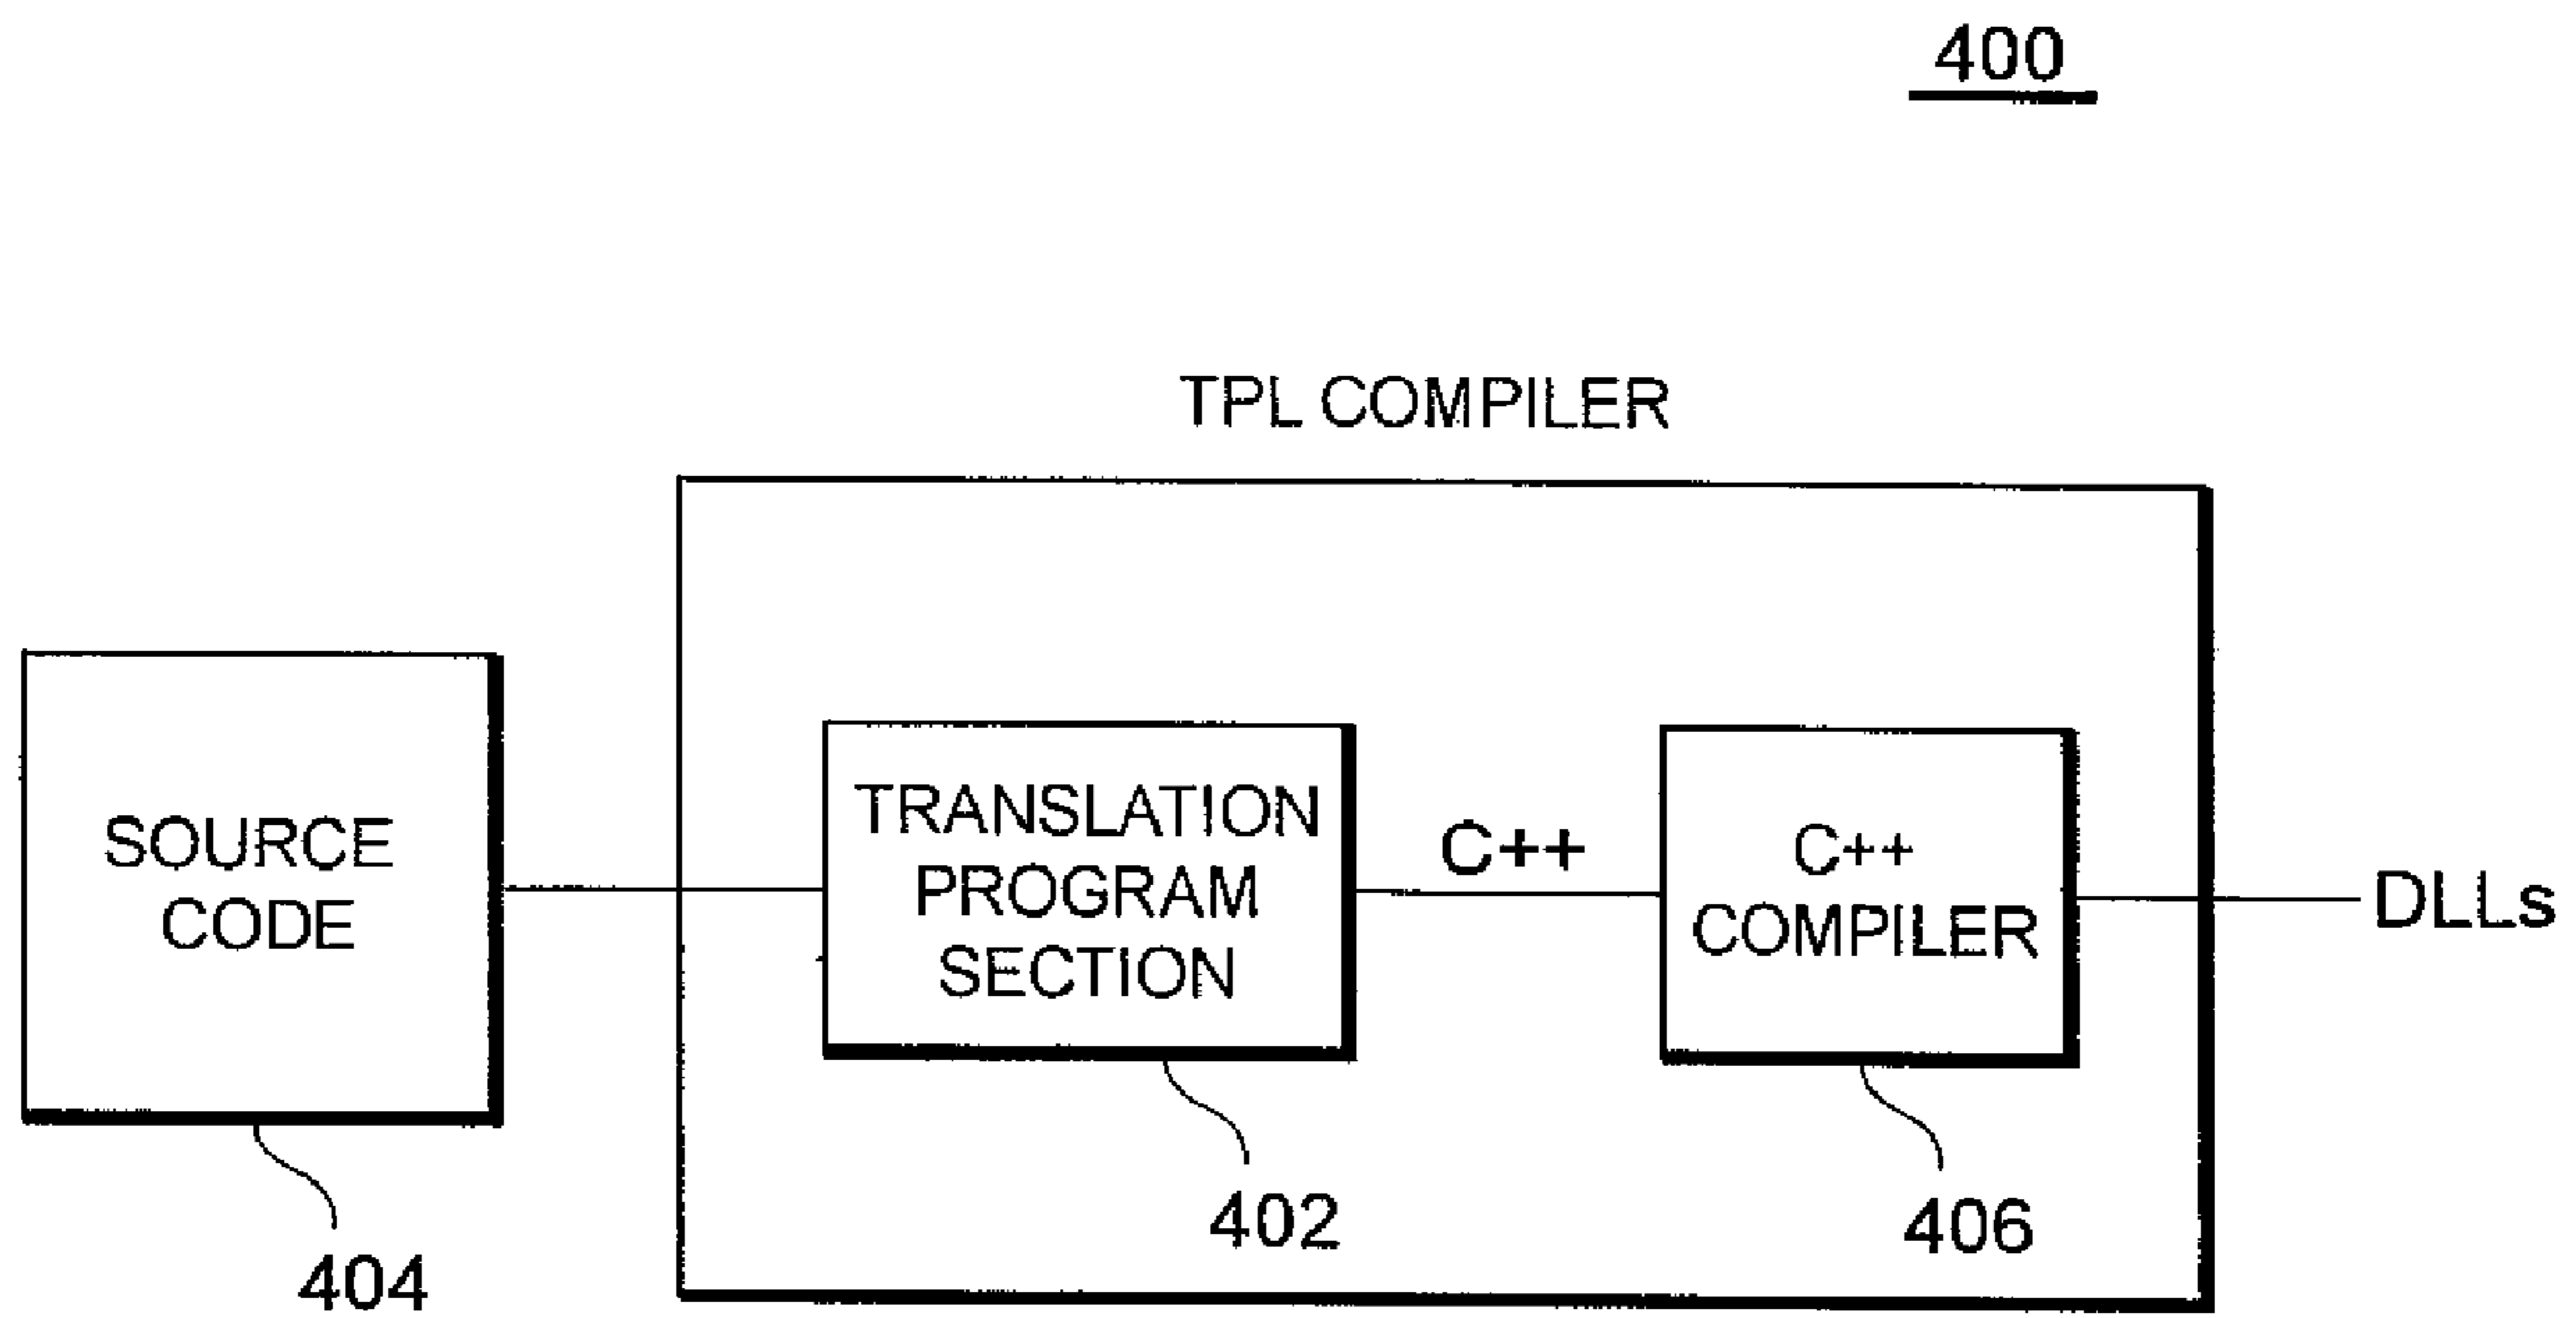 400
TPL COMPILER
SOURCE
CODE
404
TRANSLATION
PROGRAM
SECTION
402
C++
C++
COMPILER
406
DLLs